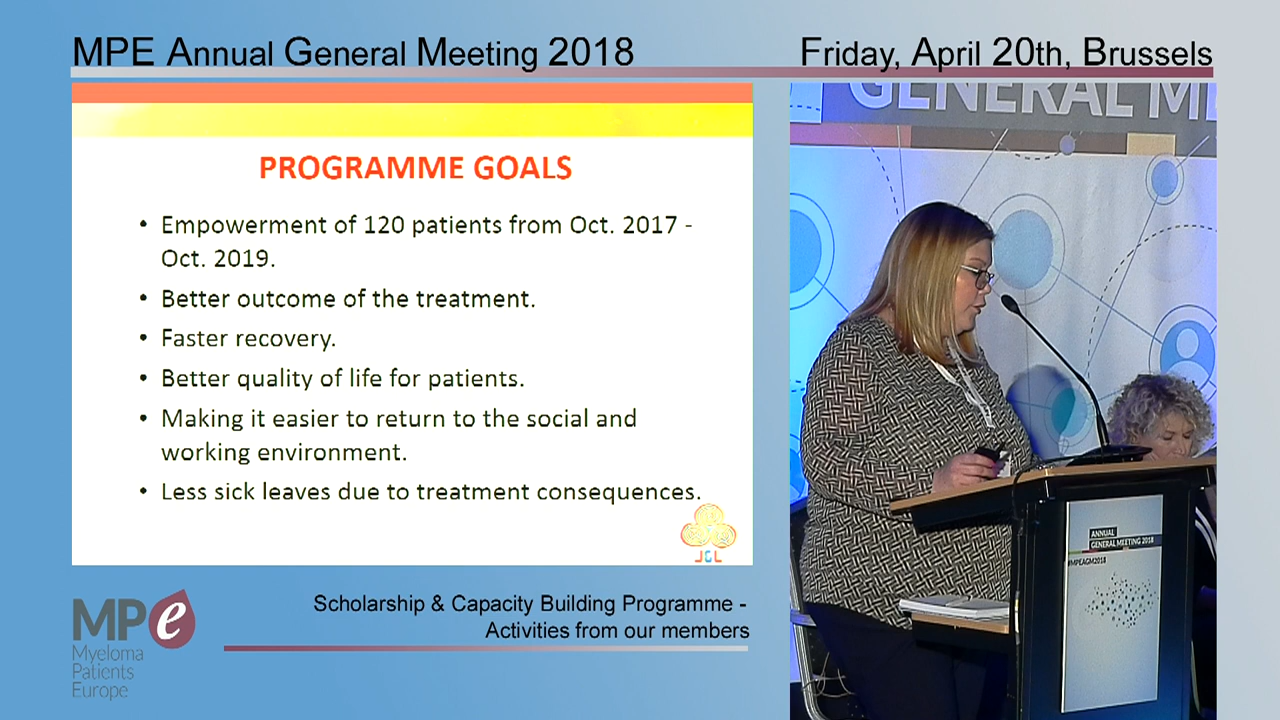 MPE Annual General Meeting 2018
Friday, April 20th, Brussels
GENERAL M
PROGRAMME GOALS
• Empowerment of 120 patients from Oct. 2017 -
Oct. 2019.
• Better outcome of the treatment.
• Faster recovery.
• Better quality of life for patients.
• Making it easier to return to the social and
working environment.
• Less sick leaves due to treatment consequences.
J&L
ANNUAL
GENERAL MEETING 2018
#MPEAGM2018
Scholarship & Capacity Building Programme -
Activities from our members
MPe
Myeloma
Patients
Europe